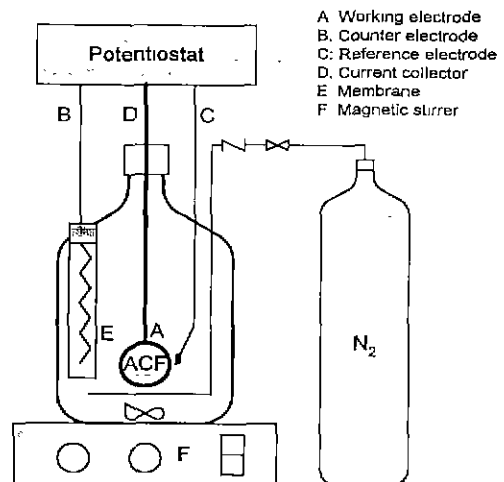 A Working electrode
B. Counter electrode
C: Reference electrode
D. Current collector
E Membrane
F Magnetic stirrer
Potentiostat
B
D
C
E
A
ACF
N₂
F